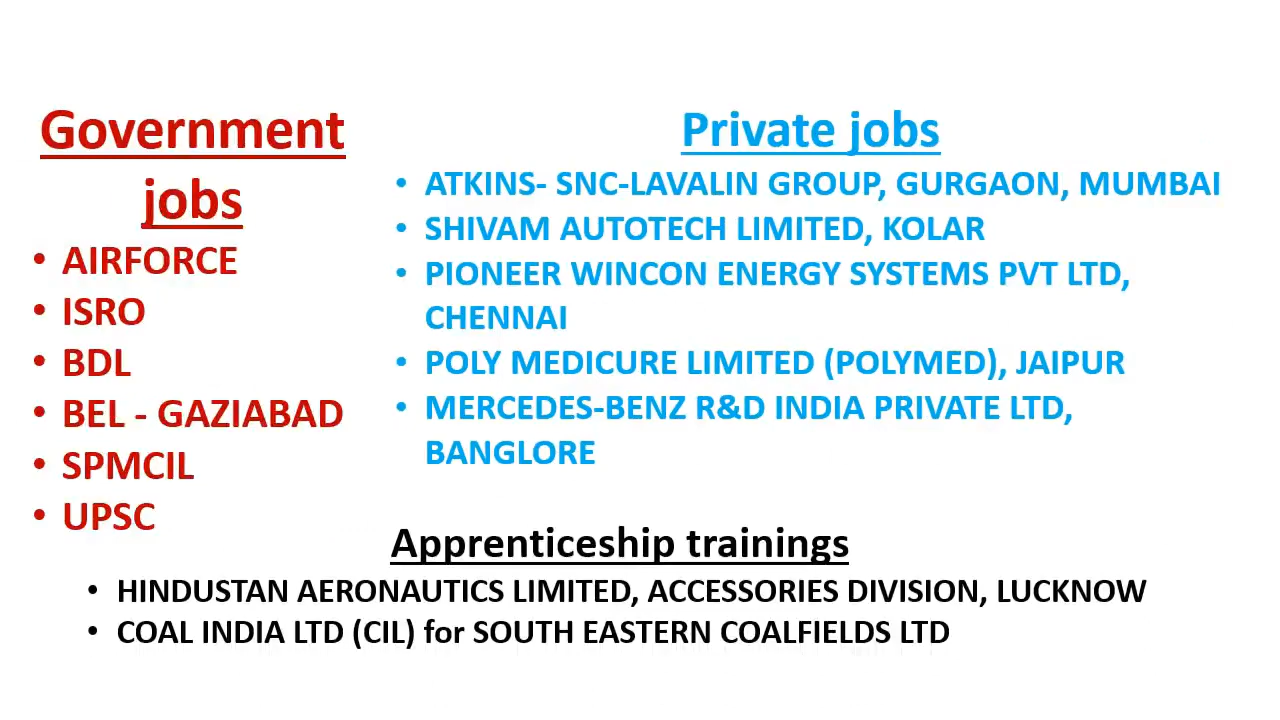 Government
jobs
• AIRFORCE
• ISRO
• BDL
• BEL - GAZIABAD
• SPMCIL
• UPSC
Private jobs
• ATKINS- SNC-LAVALIN GROUP, GURGAON, MUMBAI
• SHIVAM AUTOTECH LIMITED, KOLAR
• PIONEER WINCON ENERGY SYSTEMS PVT LTD,
CHENNAI
• POLY MEDICURE LIMITED (POLYMED), JAIPUR
• MERCEDES-BENZ R&D INDIA PRIVATE LTD,
BANGLORE
Apprenticeship trainings
• HINDUSTAN AERONAUTICS LIMITED, ACCESSORIES DIVISION, LUCKNOW
• COAL INDIA LTD (CIL) for SOUTH EASTERN COALFIELDS LTD